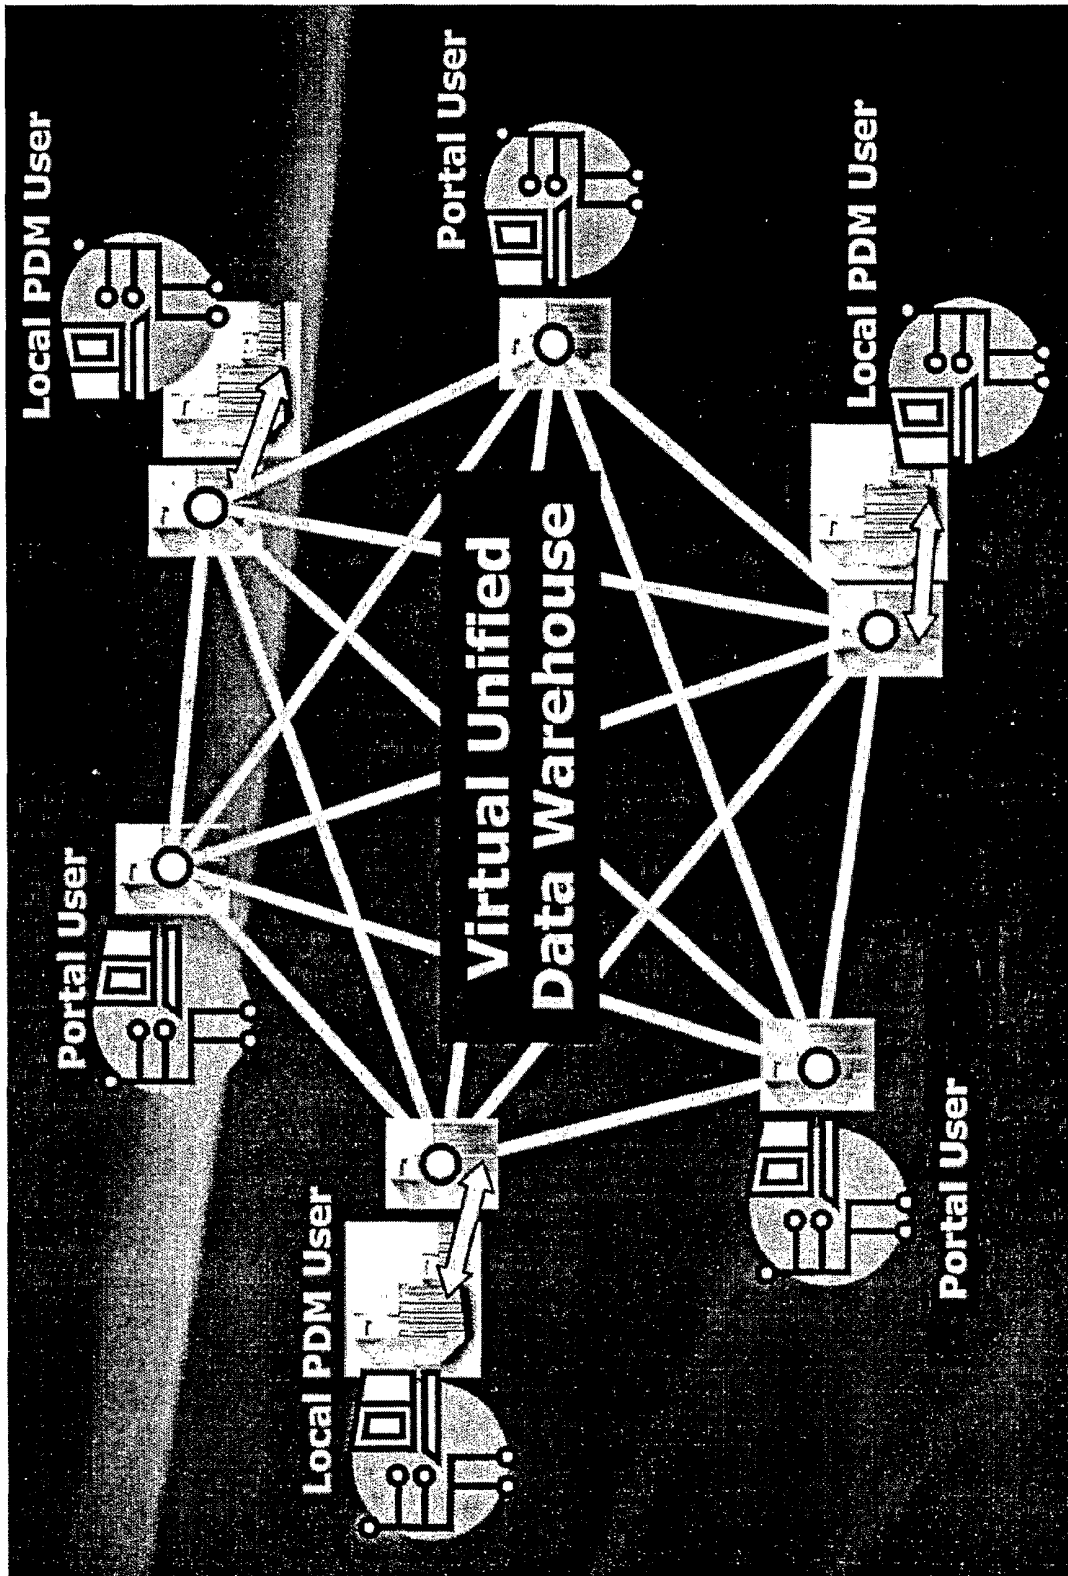 Local PDM User
Portal User
Local PDM User
Portal User
Virtual Unified
Data Warehouse
Local PDM User
Portal User